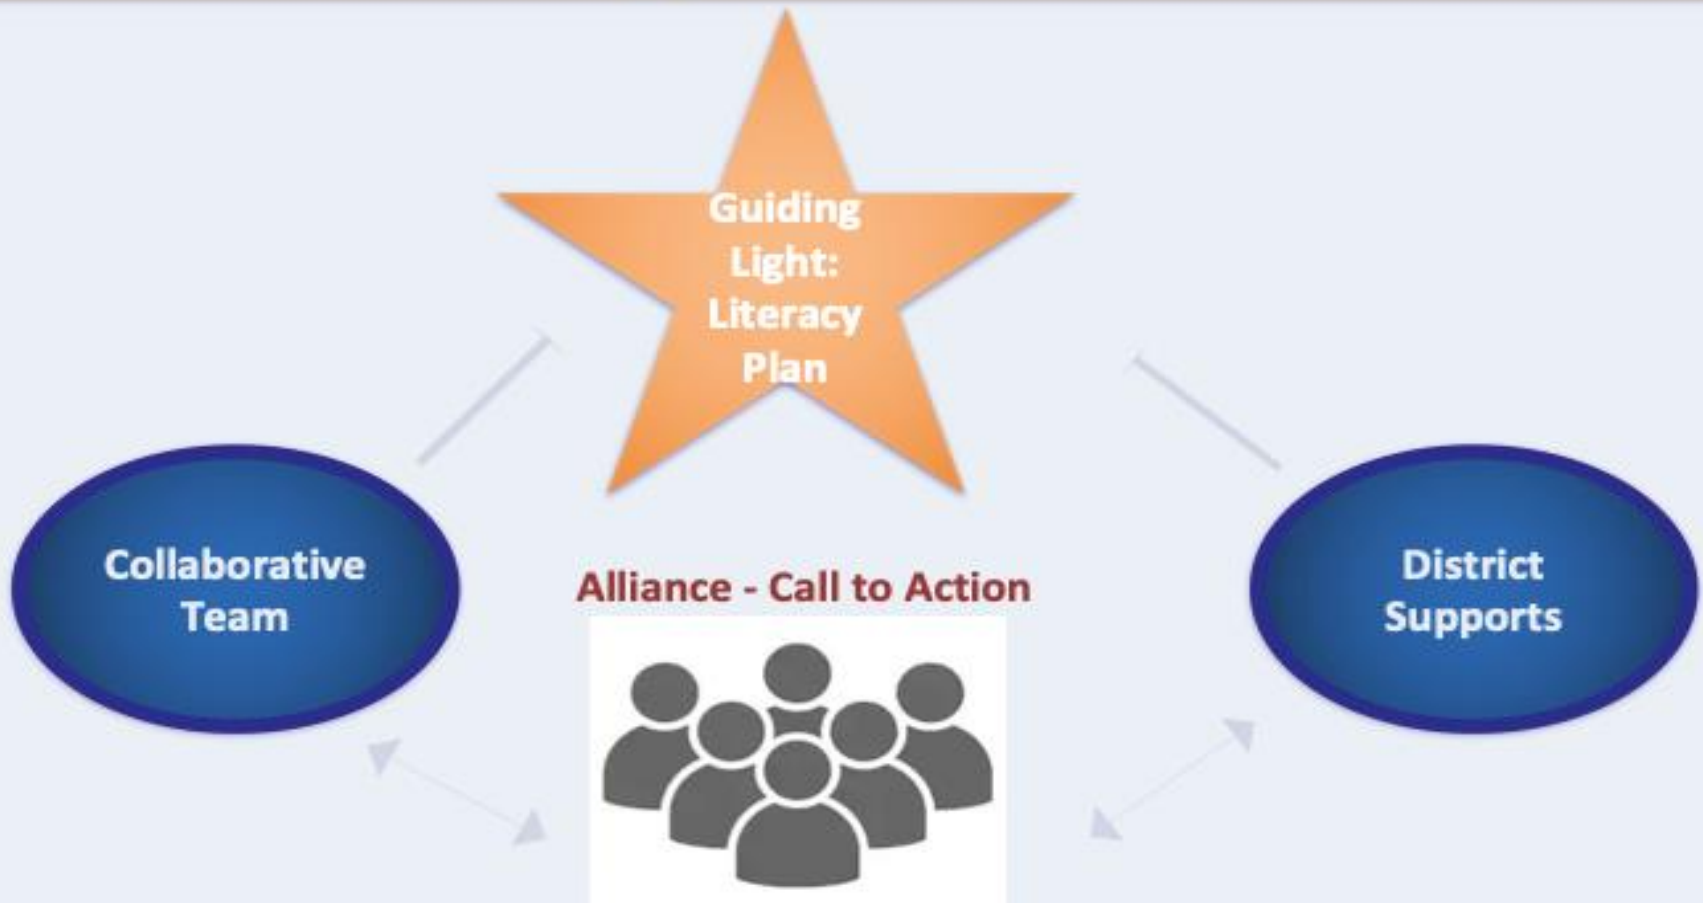 Guiding
Light:
Literacy
Plan
Collaborative
Team
Alliance - Call to Action
District
Supports